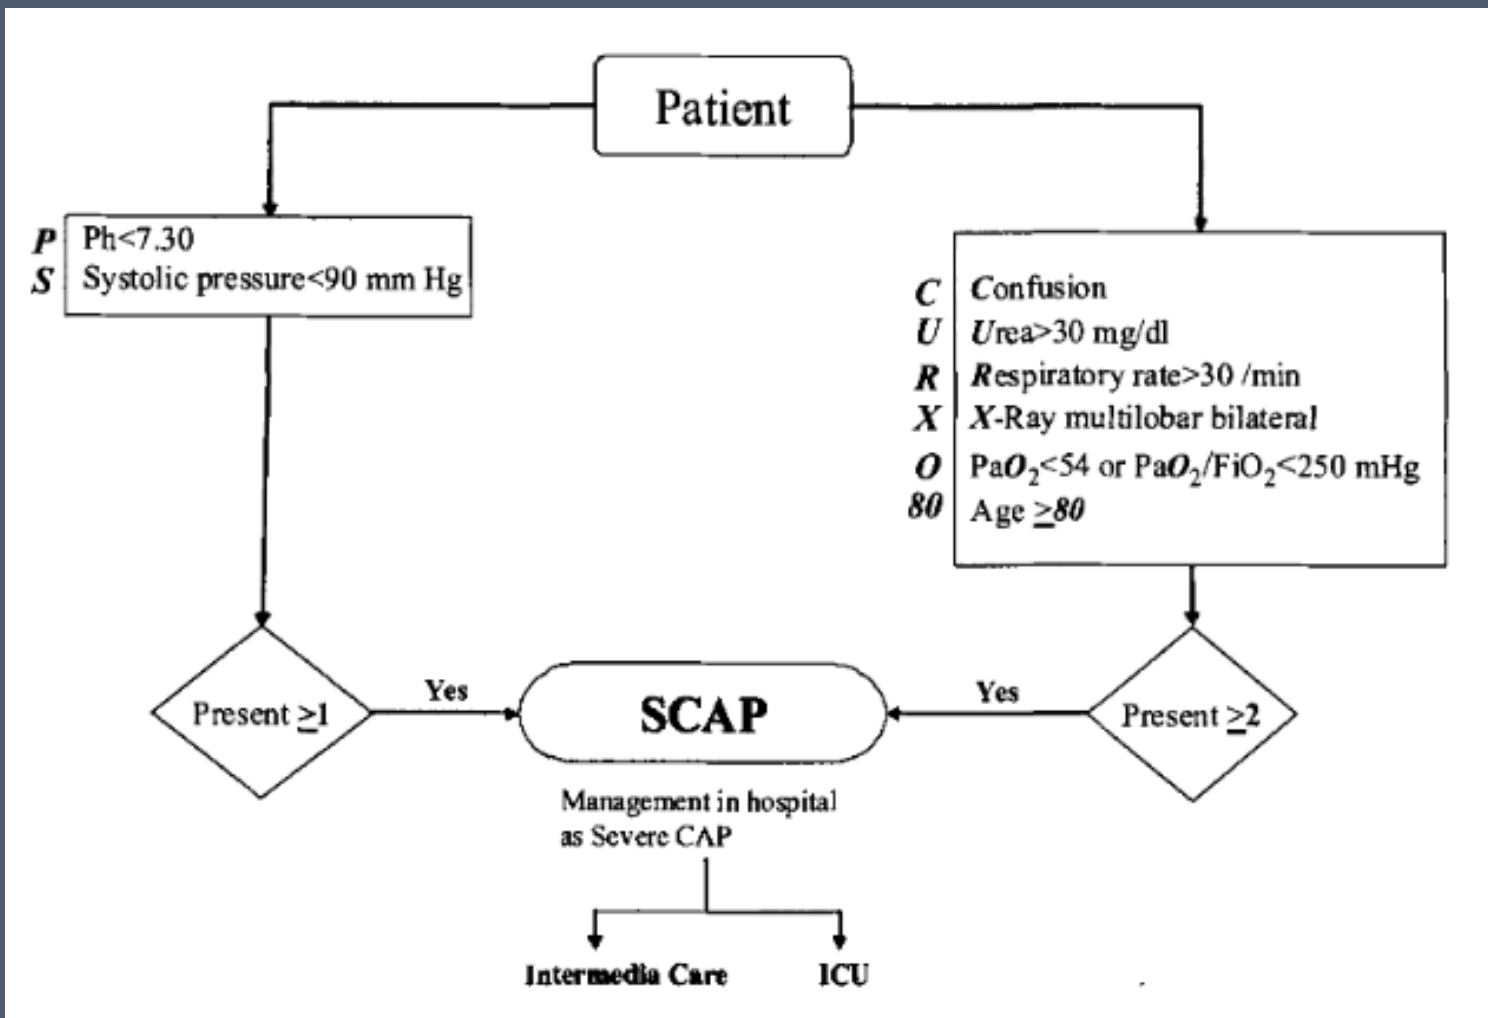 Patient
P Ph<7.30
S Systolic pressure<90 mm Hg
C Confusion
U Urea>30 mg/dl
R Respiratory rate>30 /min
X X-Ray multilobar bilateral
O PaO₂<54 or PaO₂/FiO₂<250 mHg
80 Age ≥80
Present ≥1
Yes
SCAP
Yes
Present ≥2
Management in hospital
as Severe CAP
Intermedia Care
ICU